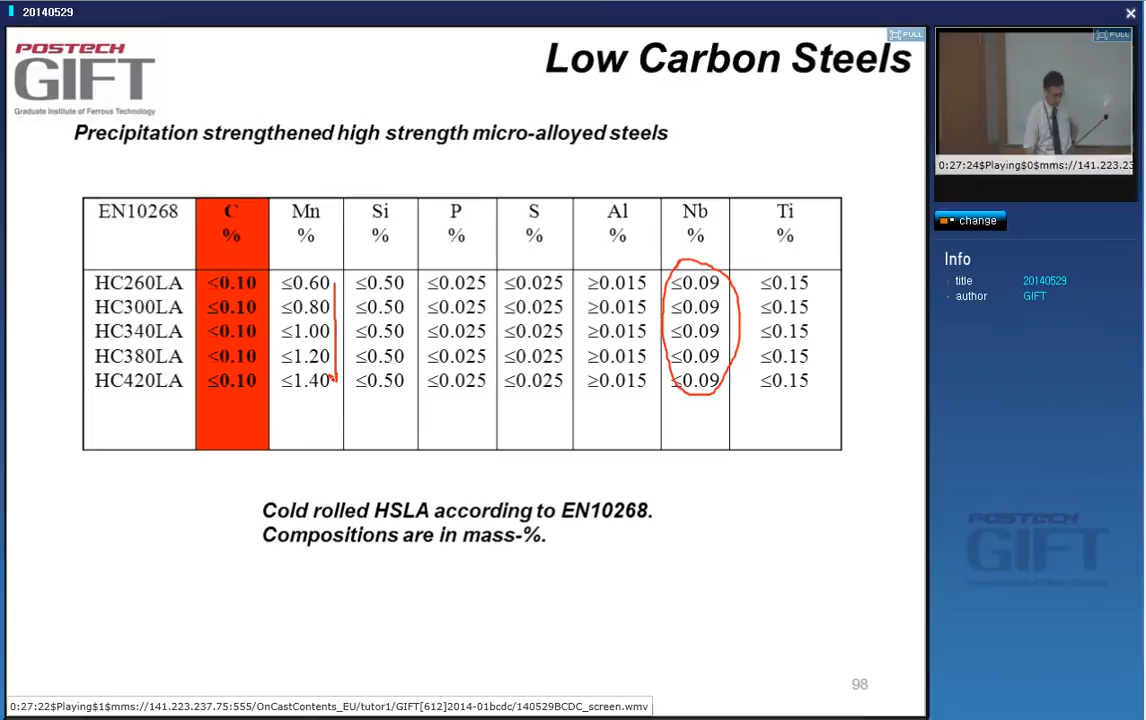 20140529
POSTECH
GIFT
Graduate Institute of Ferrous Technology
FULL
Low Carbon Steels
Precipitation strengthened high strength micro-alloyed steels
EN10268 C % Mn % Si % P % S % Al % Nb % Ti %
HC260LA ≤0.10 ≤0.60 ≤0.50 ≤0.025 ≤0.025 ≥0.015 ≤0.09 ≤0.15
HC300LA ≤0.10 ≤0.80 ≤0.50 ≤0.025 ≤0.025 ≥0.015 ≤0.09 ≤0.15
HC340LA ≤0.10 ≤1.00 ≤0.50 ≤0.025 ≤0.025 ≥0.015 ≤0.09 ≤0.15
HC380LA ≤0.10 ≤1.20 ≤0.50 ≤0.025 ≤0.025 ≥0.015 ≤0.09 ≤0.15
HC420LA ≤0.10 ≤1.40 ≤0.50 ≤0.025 ≤0.025 ≥0.015 ≤0.09 ≤0.15
Cold rolled HSLA according to EN10268.
Compositions are in mass-%.
98
0:27:22$Playing$1$mms://141.223.237.75:555/OnCastContents_EU/tutor1/GIFT[612]2014-01bcdc/140529BCDC_screen.wmv
FULL
0:27:24$Playing$0$mms://141.223.23
change
Info
title 20140529
author GIFT
POSTECH
GIFT